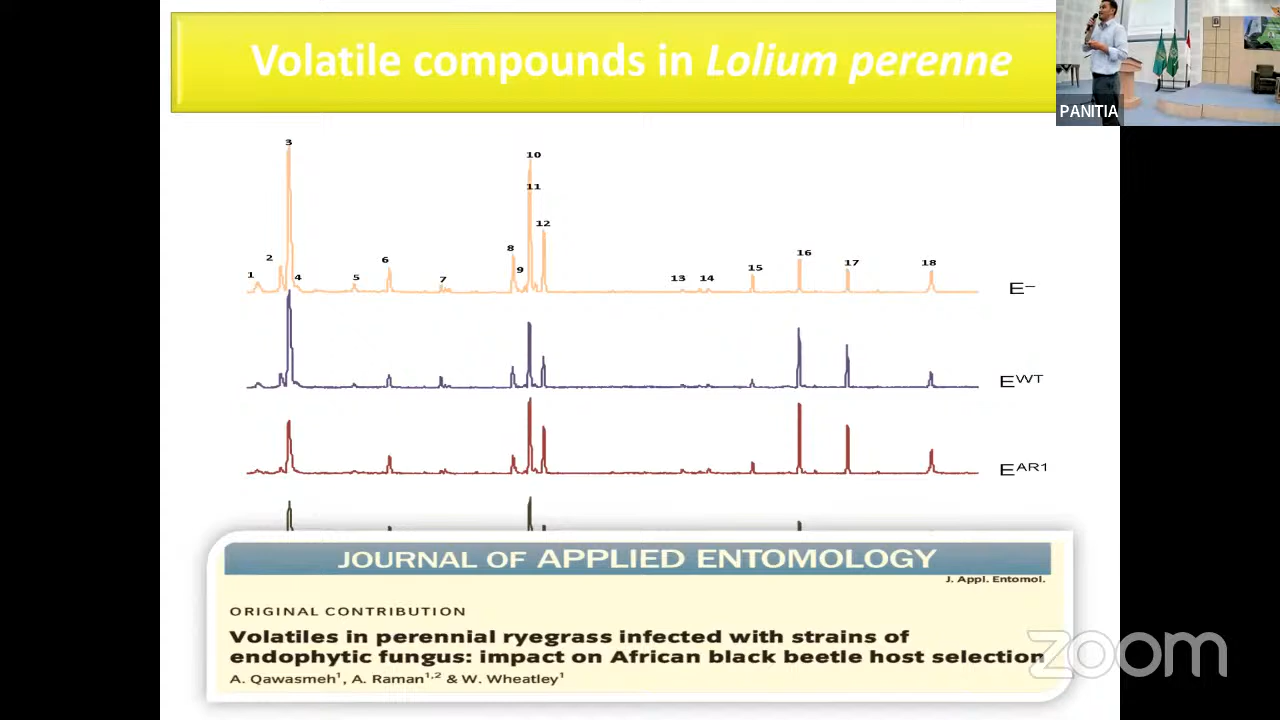 Volatile compounds in Lolium perenne
PANITIA
3
10
11
12
2
1
4
5
6
7
8
9
13
14
15
16
17
18
E–
EWT
EAR1
JOURNAL OF APPLIED ENTOMOLOGY
J. Appl. Entomol.
ORIGINAL CONTRIBUTION
Volatiles in perennial ryegrass infected with strains of
endophytic fungus: impact on African black beetle host selection
A. Qawasmeh¹, A. Raman¹,² & W. Wheatley¹
zoom